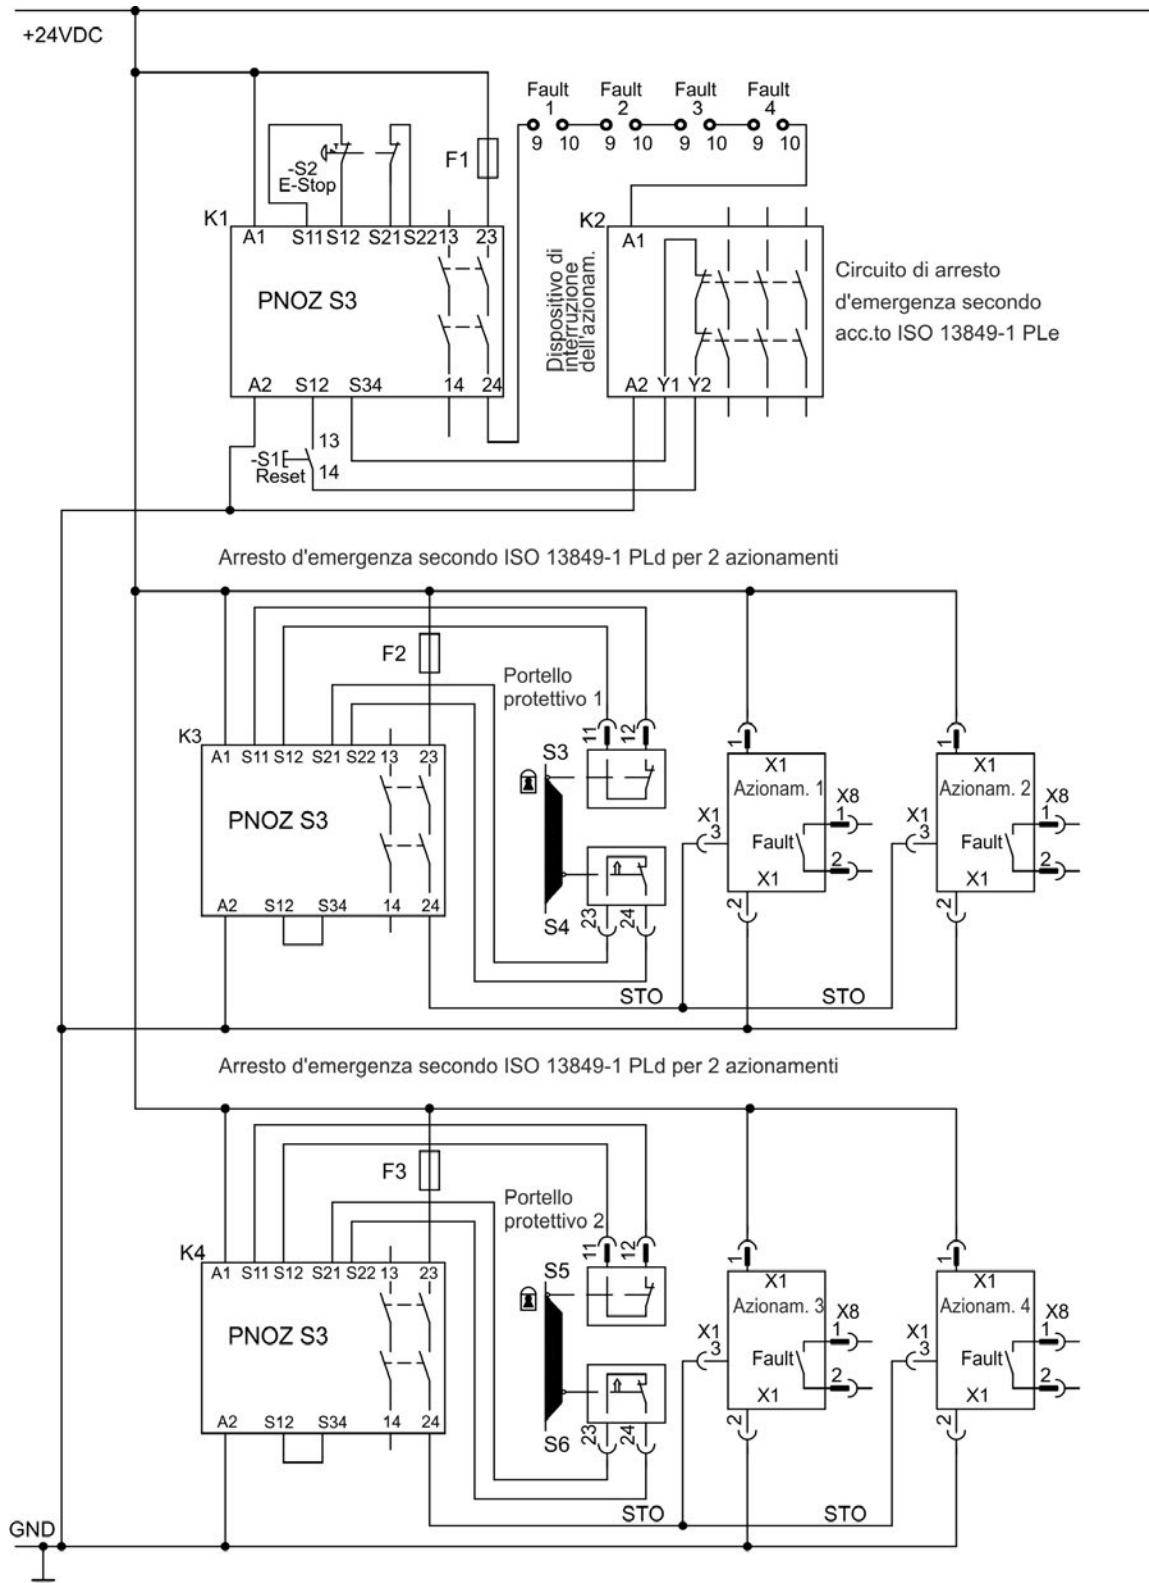 +24VDC
Fault
1
Fault
2
Fault
3
Fault
4
9 10 9 10 9 10 9 10
-S2
E-Stop
F1
K1
A1 S11 S12 S21 S22 13 23
PNOZ S3
A2 S12 S34 14 24
K2
A1
Dispositivo di
interruzione
dell'azionam.
A2 Y1 Y2
Circuito di arresto
d'emergenza secondo
acc.to ISO 13849-1 PLe
13
-S1
14
Reset
Arresto d'emergenza secondo ISO 13849-1 PLd per 2 azionamenti
F2
Portello
protettivo 1
K3
A1 S11 S12 S21 S22 13 23
PNOZ S3
A2 S12 S34 14 24
11 12
S3
S4
23 24
1
X1
Azionam. 1
X1
3
X8
1
Fault
2
X1
2
1
X1
Azionam. 2
X1
3
X8
1
Fault
2
X1
2
STO STO
Arresto d'emergenza secondo ISO 13849-1 PLd per 2 azionamenti
F3
Portello
protettivo 2
K4
A1 S11 S12 S21 S22 13 23
PNOZ S3
A2 S12 S34 14 24
11 12
S5
S6
23 24
1
X1
Azionam. 3
X1
3
X8
1
Fault
2
X1
2
1
X1
Azionam. 4
X1
3
X8
1
Fault
2
X1
2
STO STO
GND